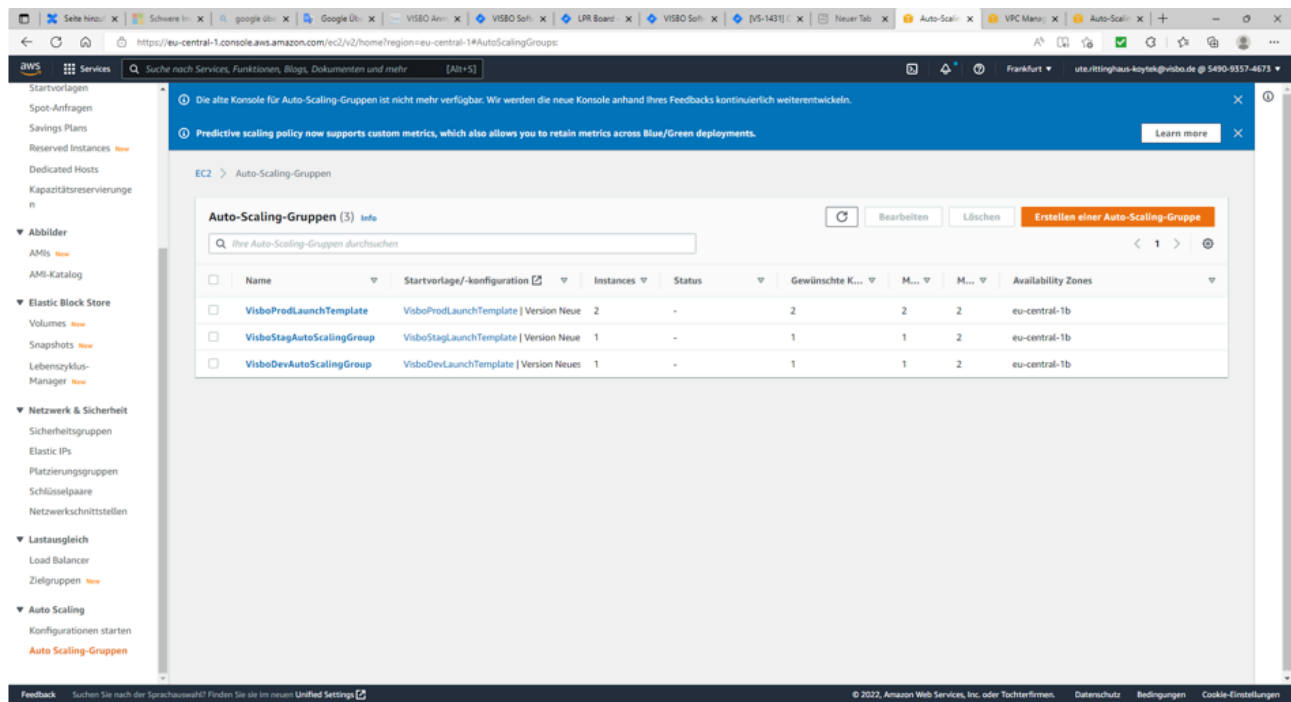 Seite hinzu
Schwere In
google übe
Google Übe
VISBO Ann
VISBO Soft
LPR Board -
VISBO Soft
[VS-1431]
Neuer Tab
Auto-Scalin
VPC Manag
Auto-Scalin
https://eu-central-1.console.aws.amazon.com/ec2/v2/home?region=eu-central-1#AutoScalingGroups:
aws Services Suche nach Services, Funktionen, Blogs, Dokumenten und mehr [Alt+S] Frankfurt ▼ ute.rittinghaus-koytek@visbo.de @ 5490-9357-4673 ▼
Startvorlagen
Spot-Anfragen
Savings Plans
Reserved Instances New
Dedicated Hosts
Kapazitätsreservierunge
n
Abbilder
AMIs New
AMI-Katalog
Elastic Block Store
Volumes New
Snapshots New
Lebenszyklus-
Manager New
Netzwerk & Sicherheit
Sicherheitsgruppen
Elastic IPs
Platzierungsgruppen
Schlüsselpaare
Netzwerkschnittstellen
Lastausgleich
Load Balancer
Zielgruppen New
Auto Scaling
Konfigurationen starten
Auto Scaling-Gruppen
Die alte Konsole für Auto-Scaling-Gruppen ist nicht mehr verfügbar. Wir werden die neue Konsole anhand Ihres Feedbacks kontinuierlich weiterentwickeln.
Predictive scaling policy now supports custom metrics, which also allows you to retain metrics across Blue/Green deployments. Learn more
EC2 > Auto-Scaling-Gruppen
Auto-Scaling-Gruppen (3) Info Bearbeiten Löschen Erstellen einer Auto-Scaling-Gruppe
Ihre Auto-Scaling-Gruppen durchsuchen < 1 >
Name Startvorlage/-konfiguration Instances Status Gewünschte K... M... M... Availability Zones
VisboProdLaunchTemplate VisboProdLaunchTemplate | Version Neue 2 - 2 2 2 eu-central-1b
VisboStagAutoScalingGroup VisboStagLaunchTemplate | Version Neue 1 - 1 1 2 eu-central-1b
VisboDevAutoScalingGroup VisboDevLaunchTemplate | Version Neues 1 - 1 1 2 eu-central-1b
Feedback Suchen Sie nach der Sprachauswahl? Finden Sie sie im neuen Unified Settings © 2022, Amazon Web Services, Inc. oder Tochterfirmen. Datenschutz Bedingungen Cookie-Einstellungen